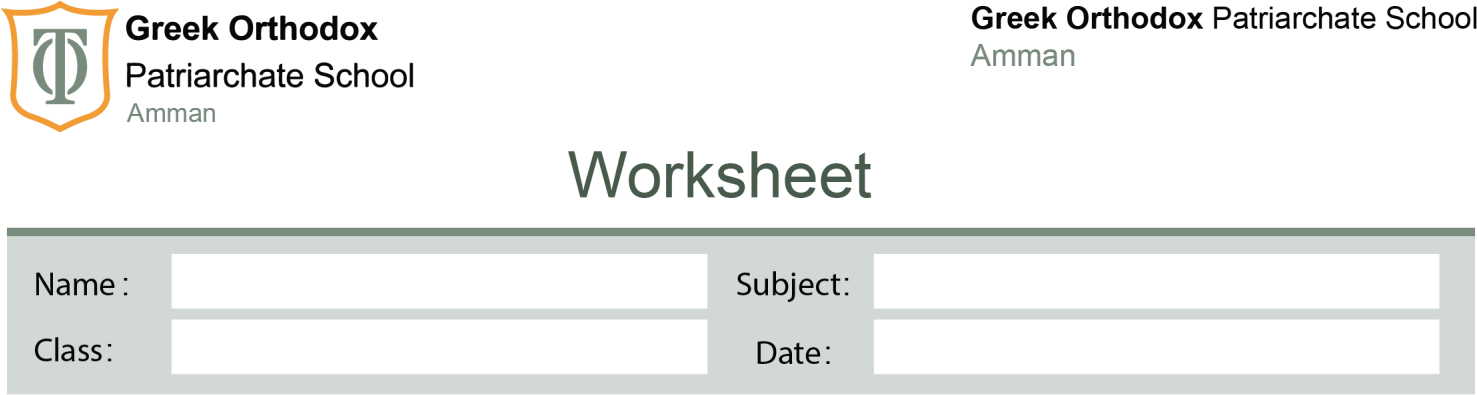 Greek Orthodox
Patriarchate School
Amman
Greek Orthodox Patriarchate School
Amman
Worksheet
Name :
Subject:
Class:
Date: